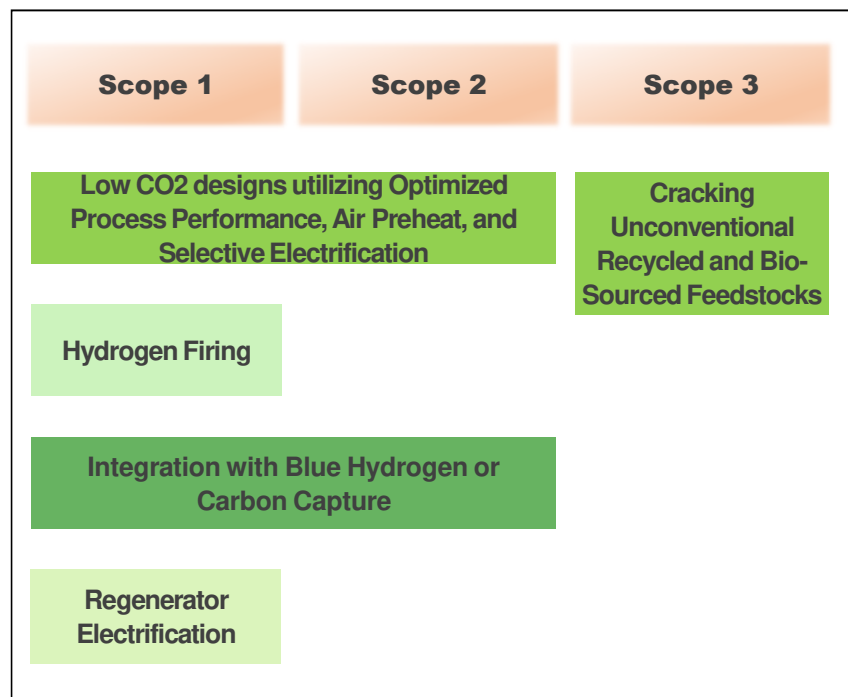 Scope 1
Scope 2
Scope 3
Low CO2 designs utilizing Optimized
Process Performance, Air Preheat, and
Selective Electrification
Cracking
Unconventional
Recycled and Bio-
Sourced Feedstocks
Hydrogen Firing
Integration with Blue Hydrogen or
Carbon Capture
Regenerator
Electrification